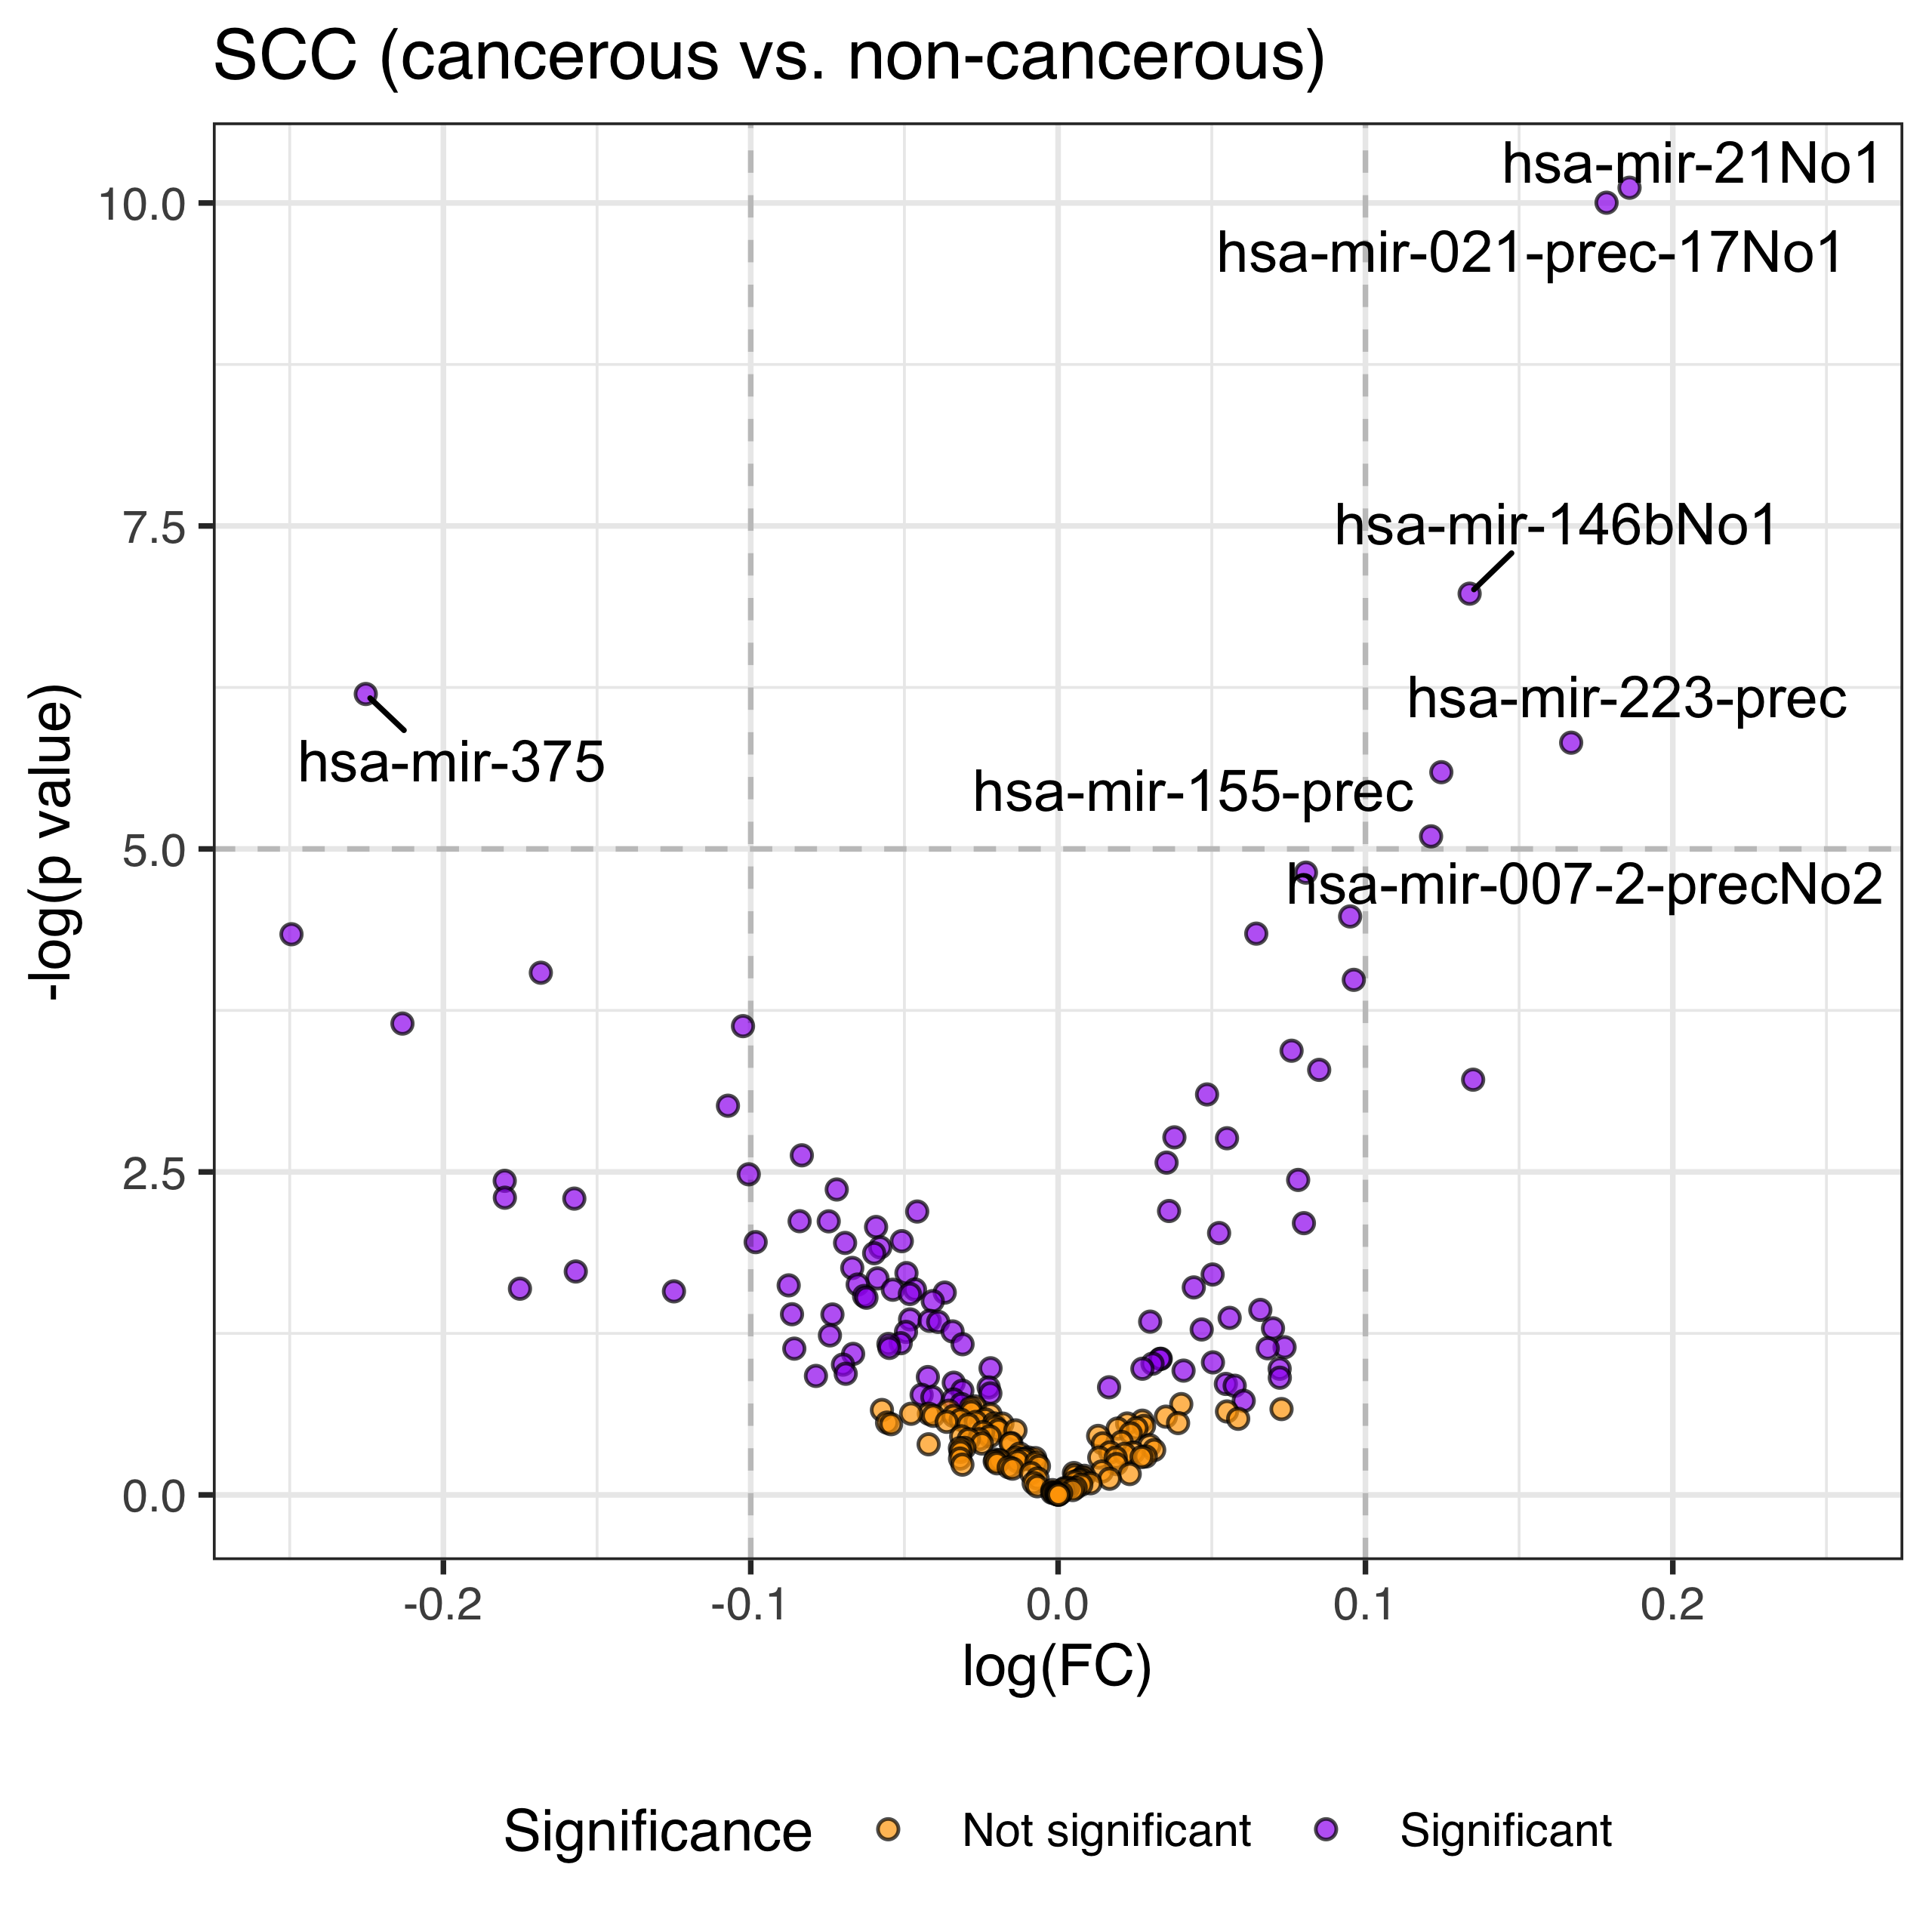 SCC (cancerous vs. non-cancerous)
hsa-mir-21No1
10.0
hsa-mir-021-prec-17No1
hsa-mir-146bNo1
7.5
hsa-mir-223-prec
hsa-mir-375
hsa-mir-155-prec
5.0
hsa-mir-007-2-precNo2
-log(p value)
2.5
0.0
-0.2 -0.1 0.0 0.1 0.2
log(FC)
Significance Not significant Significant